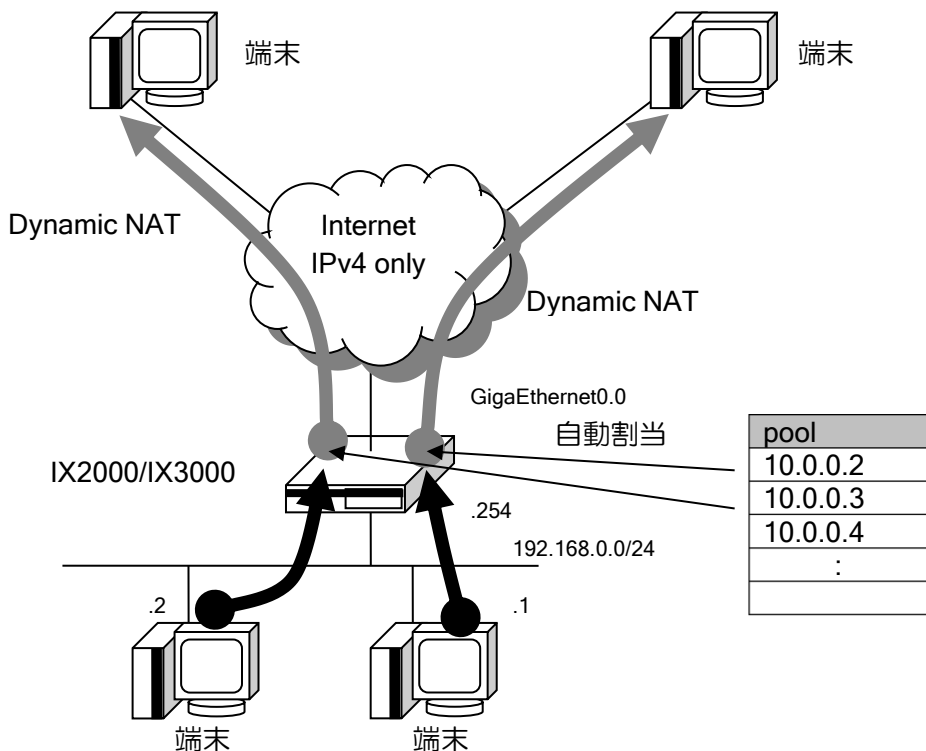 端末
端末
Dynamic NAT
Internet
IPv4 only
Dynamic NAT
GigaEthernet0.0
自動割当
pool
10.0.0.2
10.0.0.3
10.0.0.4
:
IX2000/IX3000
.254
192.168.0.0/24
.2
.1
端末
端末